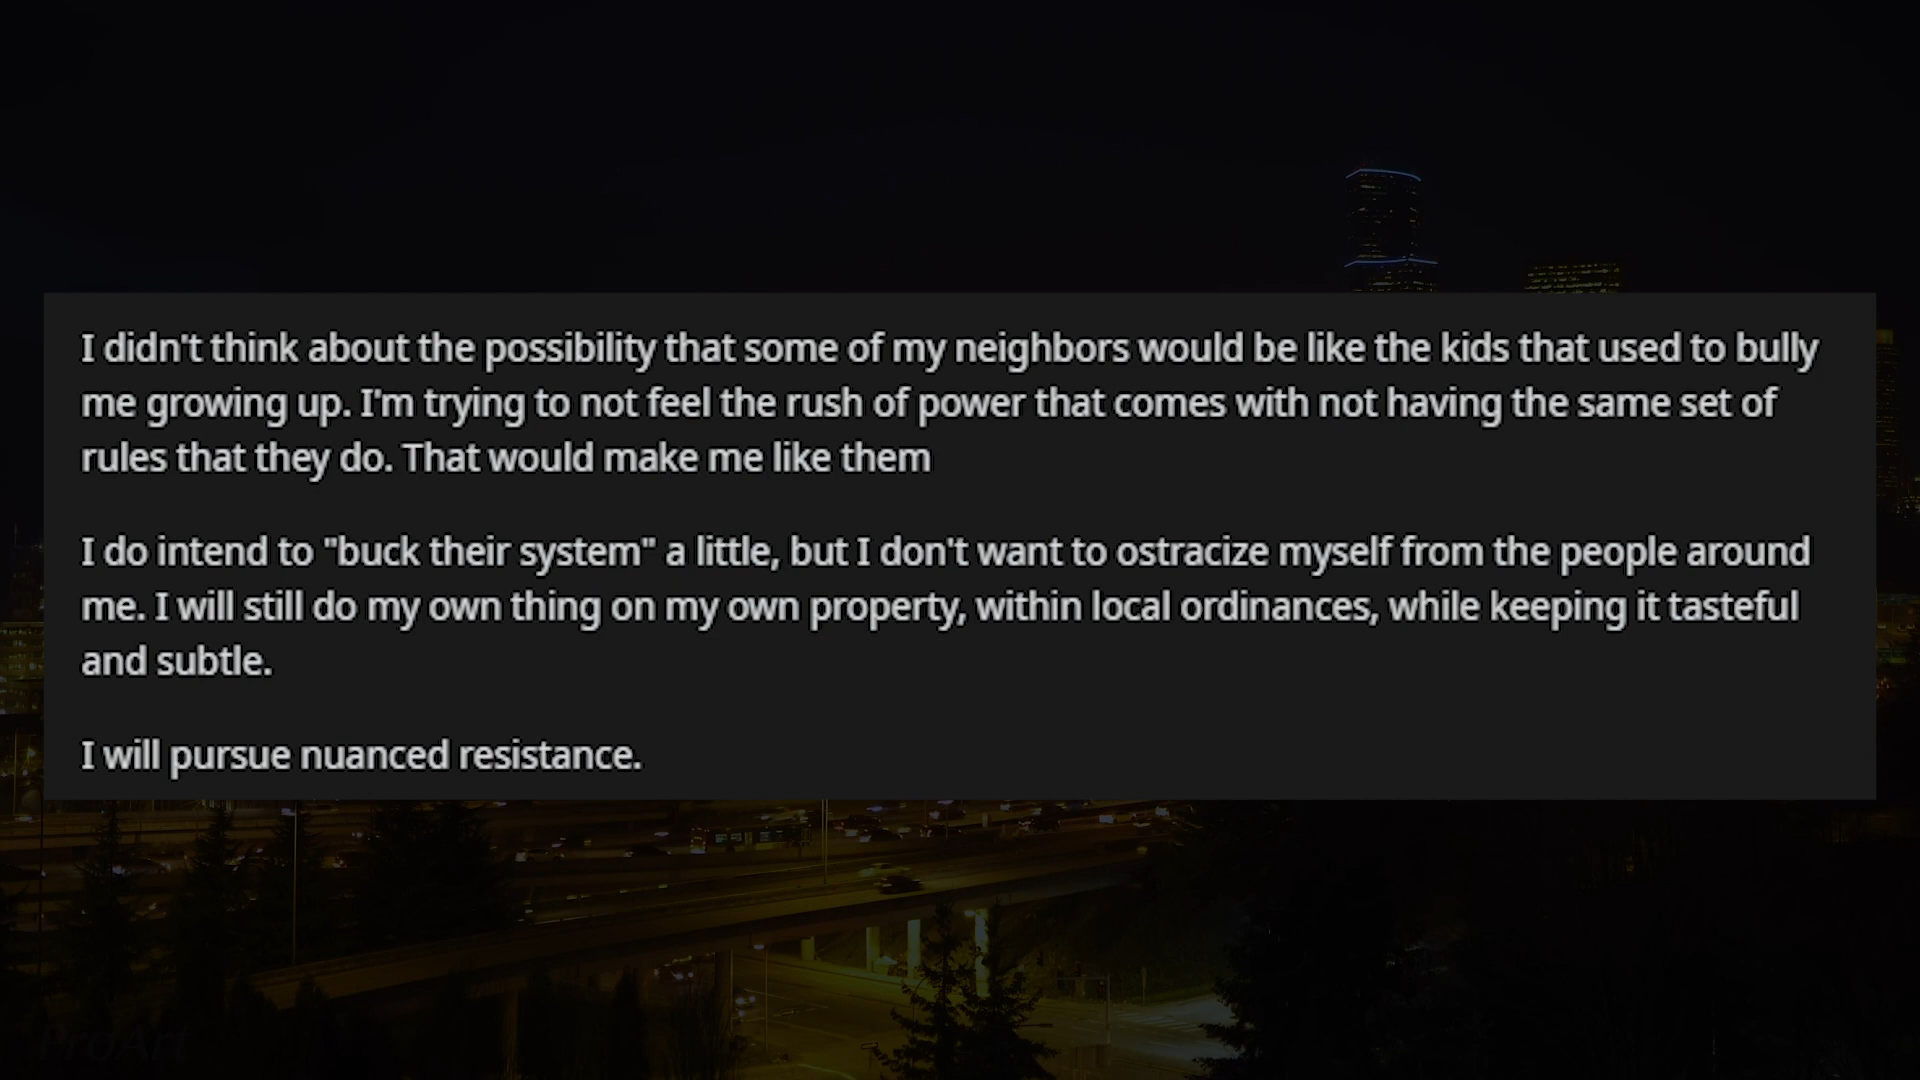 I didn't think about the possibility that some of my neighbors would be like the kids that used to bully
me growing up. I'm trying to not feel the rush of power that comes with not having the same set of
rules that they do. That would make me like them
I do intend to "buck their system" a little, but I don't want to ostracize myself from the people around
me. I will still do my own thing on my own property, within local ordinances, while keeping it tasteful
and subtle.
I will pursue nuanced resistance.
ProArt